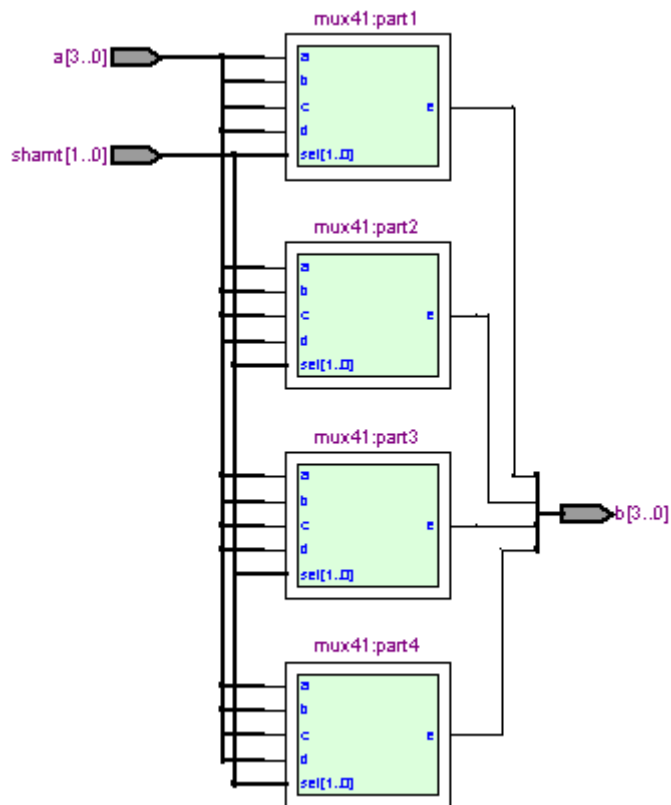 mux41:part1
a[3..0]
a
b
c
e
d
shamt[1..0]
sel[1..0]
mux41:part2
a
b
c
e
d
sel[1..0]
mux41:part3
a
b
c
e
d
sel[1..0]
b[3..0]
mux41:part4
a
b
c
e
d
sel[1..0]